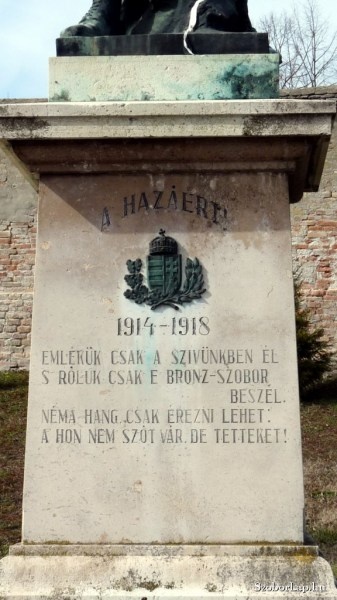 A HAZÁÉRT!
1914-1918
EMLÉKÜK CSAK A SZIVÜNKBEN ÉL
S RÓLUK CSAK E BRONZ-SZOBOR
BESZÉL.
NÉMA-HANG, CSAK ÉREZNI LEHET:
A HON NEM SZÓT VÁR, DE TETTEKET!
Szoborlap.hu